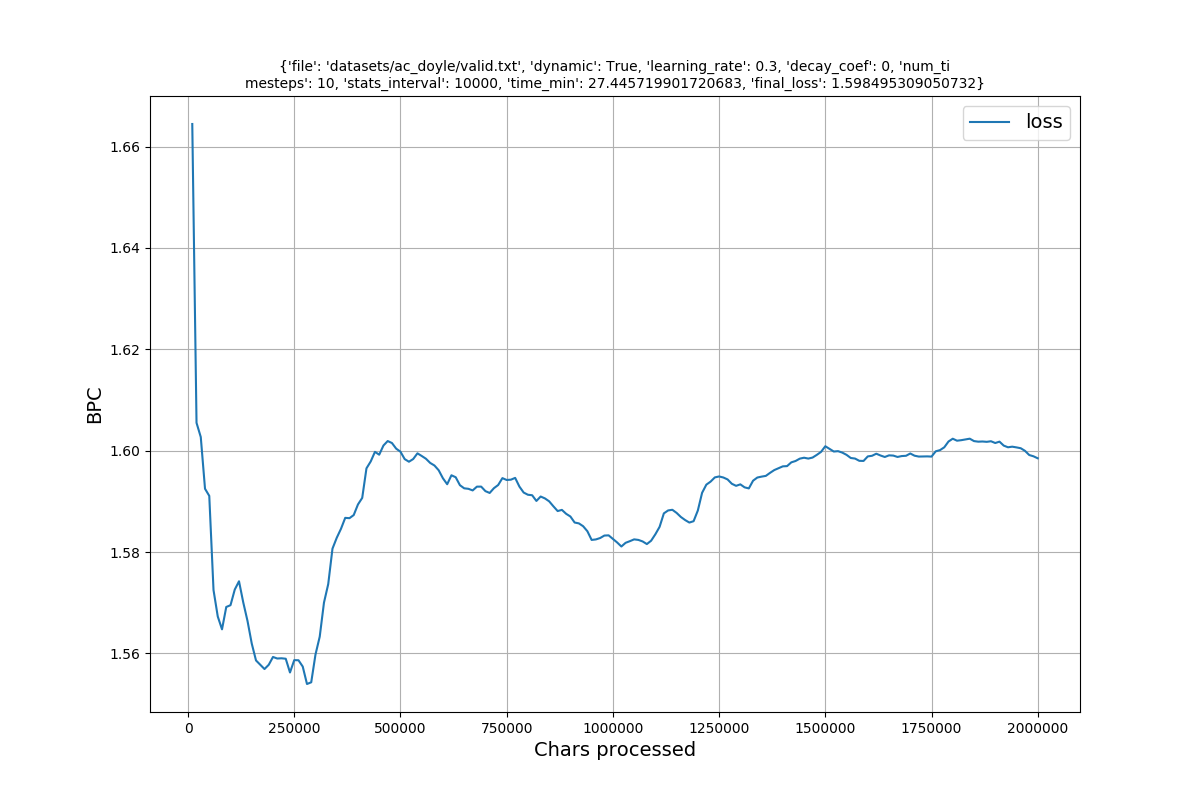 {'file': 'datasets/ac_doyle/valid.txt', 'dynamic': True, 'learning_rate': 0.3, 'decay_coef': 0, 'num_ti
mesteps': 10, 'stats_interval': 10000, 'time_min': 27.445719901720683, 'final_loss': 1.598495309050732}
loss
1.66
1.64
1.62
1.60
1.58
1.56
BPC
0 250000 500000 750000 1000000 1250000 1500000 1750000 2000000
Chars processed